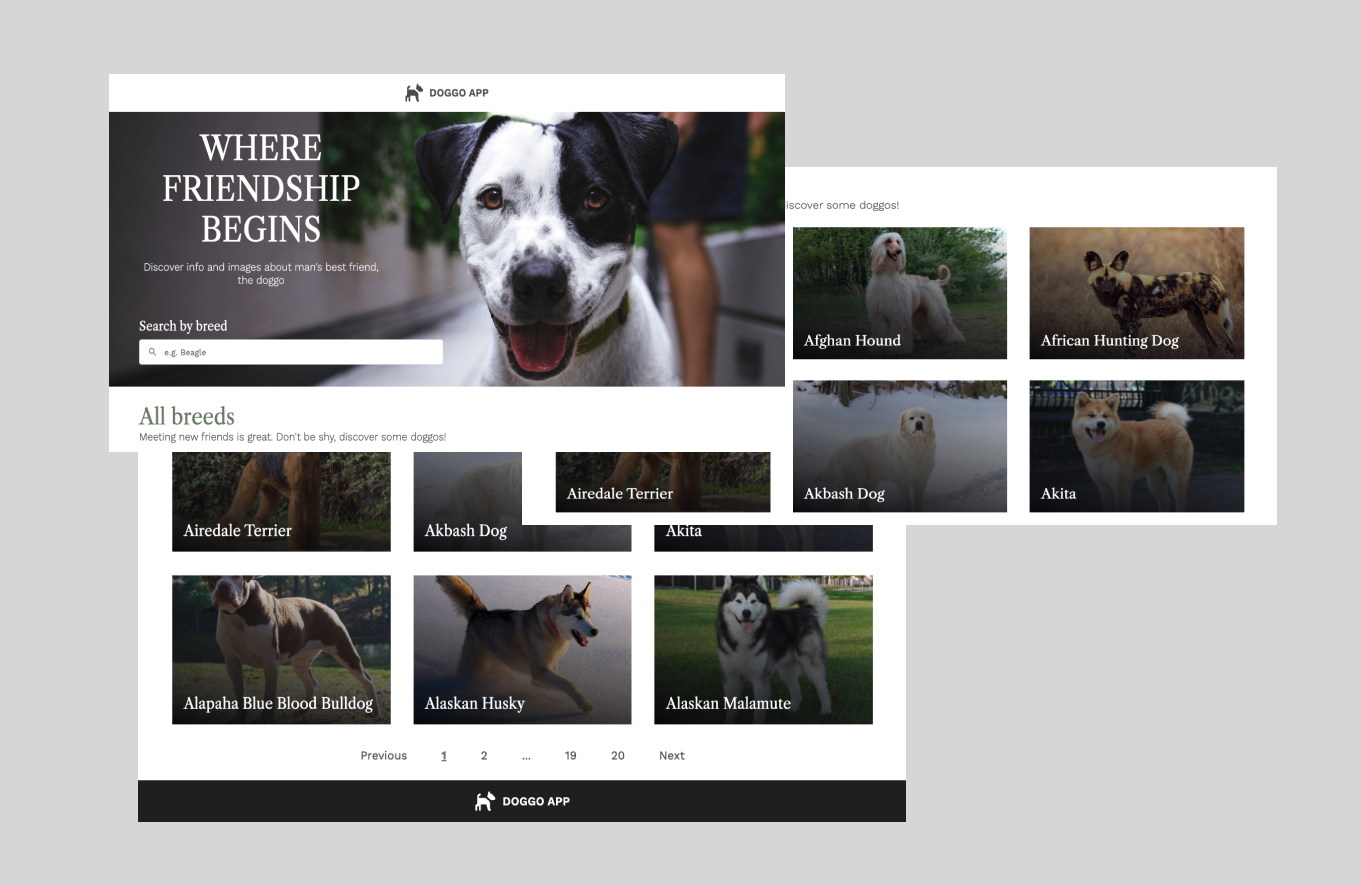 DOGGO APP
WHERE
FRIENDSHIP
BEGINS
Discover info and images about man's best friend,
the doggo
Search by breed
e.g. Beagle
All breeds
Meeting new friends is great. Don't be shy, discover some doggos!
discover some doggos!
Afghan Hound
African Hunting Dog
Airedale Terrier
Akbash Dog
Akita
Airedale Terrier
Akbash Dog
Akita
Alapaha Blue Blood Bulldog
Alaskan Husky
Alaskan Malamute
Previous 1 2 ... 19 20 Next
DOGGO APP